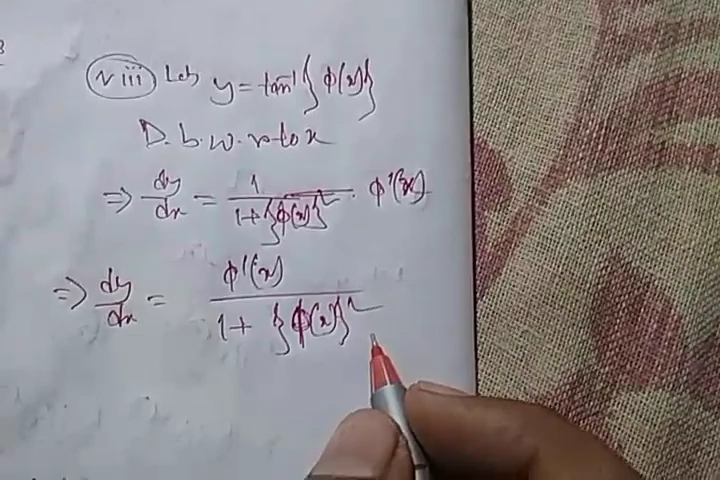 (viii) Let y = tan⁻¹{φ(x)}
D.b.w.r.to x
⇒ dy/dx = 1/(1+{φ(x)}²) · φ'(x)
⇒ dy/dx = φ'(x)/(1+{φ(x)}²)